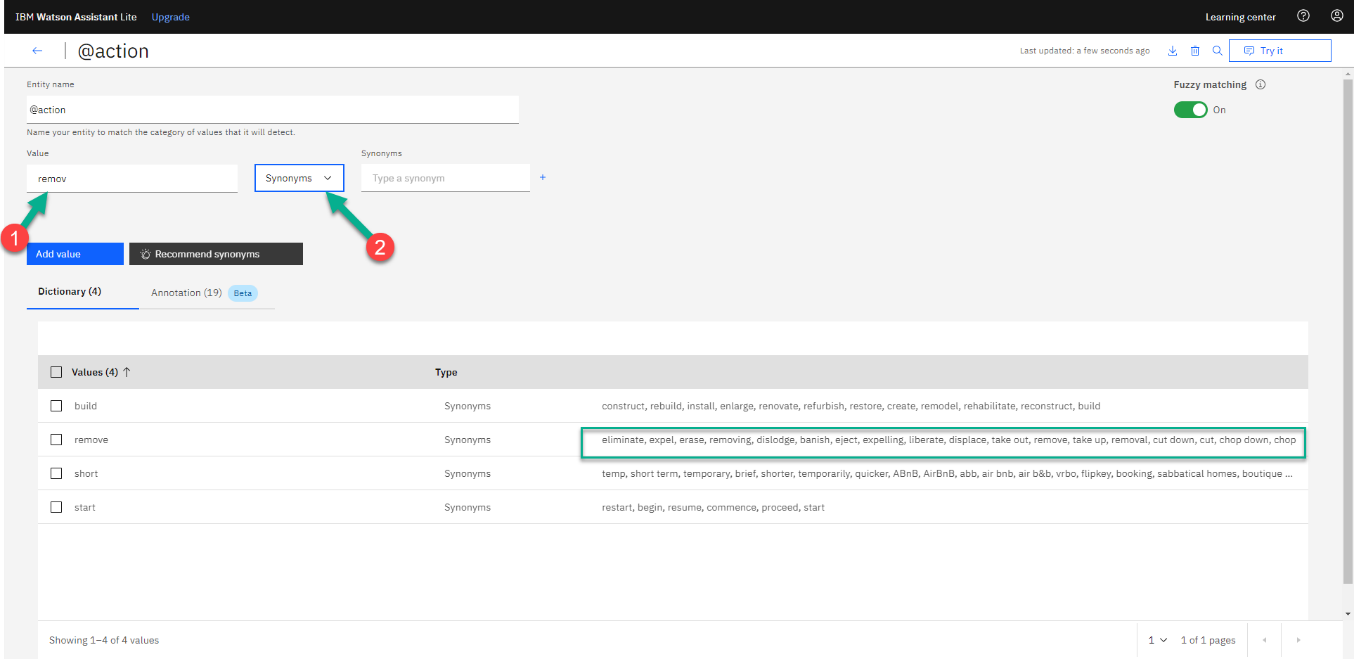 IBM Watson Assistant Lite Upgrade Learning center
@action Last updated: a few seconds ago Try it
Entity name Fuzzy matching
@action On
Name your entity to match the category of values that it will detect.
Value Synonyms
remov Synonyms Type a synonym +
1 2
Add value Recommend synonyms
Dictionary (4) Annotation (19) Beta
Values (4) Type
build Synonyms construct, rebuild, install, enlarge, renovate, refurbish, restore, create, remodel, rehabilitate, reconstruct, build
remove Synonyms eliminate, expel, erase, removing, dislodge, banish, eject, expelling, liberate, displace, take out, remove, take up, removal, cut down, cut, chop down, chop
short Synonyms temp, short term, temporary, brief, shorter, temporarily, quicker, ABnB, AirBnB, abb, air bnb, air b&b, vrbo, flipkey, booking, sabbatical homes, boutique ...
start Synonyms restart, begin, resume, commence, proceed, start
Showing 1–4 of 4 values 1 1 of 1 pages